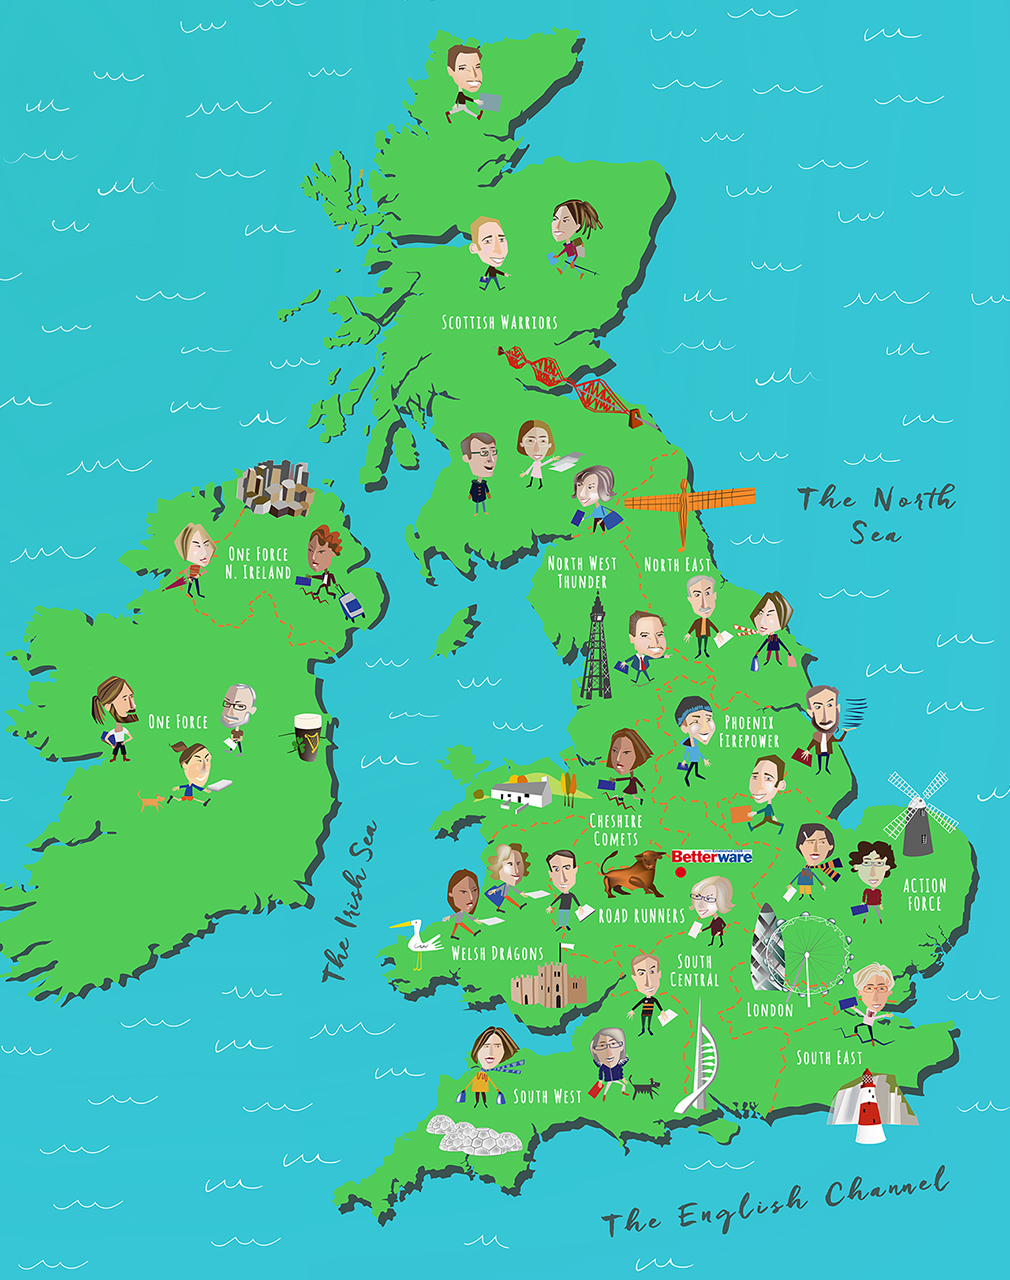 SCOTTISH WARRIORS
The North
Sea
ONE FORCE
N. IRELAND
NORTH WEST
THUNDER
NORTH EAST
ONE FORCE
PHOENIX
FIREPOWER
CHESHIRE
COMETS
The Irish Sea
Betterware
ACTION
FORCE
ROAD RUNNERS
WELSH DRAGONS
SOUTH
CENTRAL
LONDON
SOUTH EAST
SOUTH WEST
The English Channel